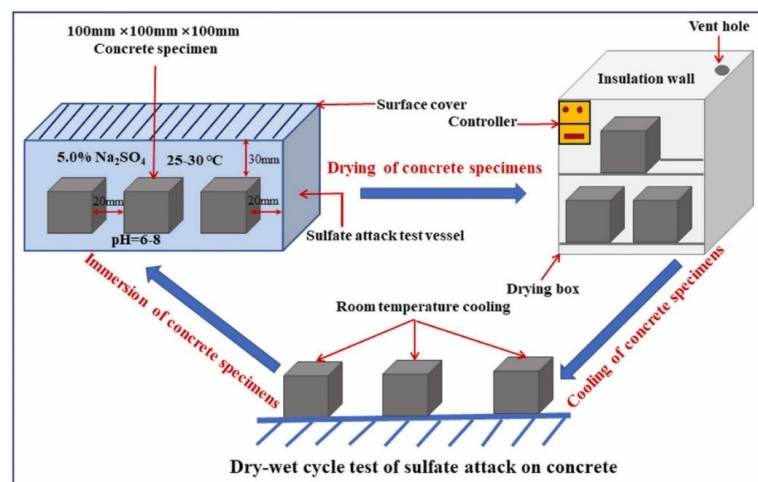 100mm ×100mm ×100mm
Concrete specimen
Vent hole
Insulation wall
Surface cover
Controller
5.0% Na₂SO₄
25-30 °C
30mm
Drying of concrete specimens
20mm
20mm
pH=6-8
Sulfate attack test vessel
Drying box
Immersion of concrete specimens
Room temperature cooling
Cooling of concrete specimens
Dry-wet cycle test of sulfate attack on concrete